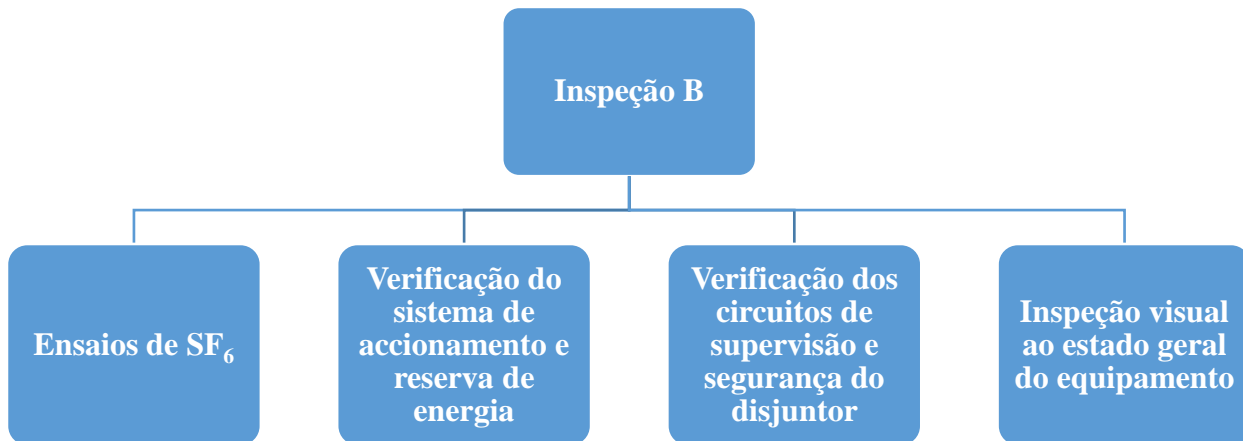 Inspeção B
Ensaios de SF₆
Verificação do
sistema de
accionamento e
reserva de
energia
Verificação dos
circuitos de
supervisão e
segurança do
disjuntor
Inspeção visual
ao estado geral
do equipamento